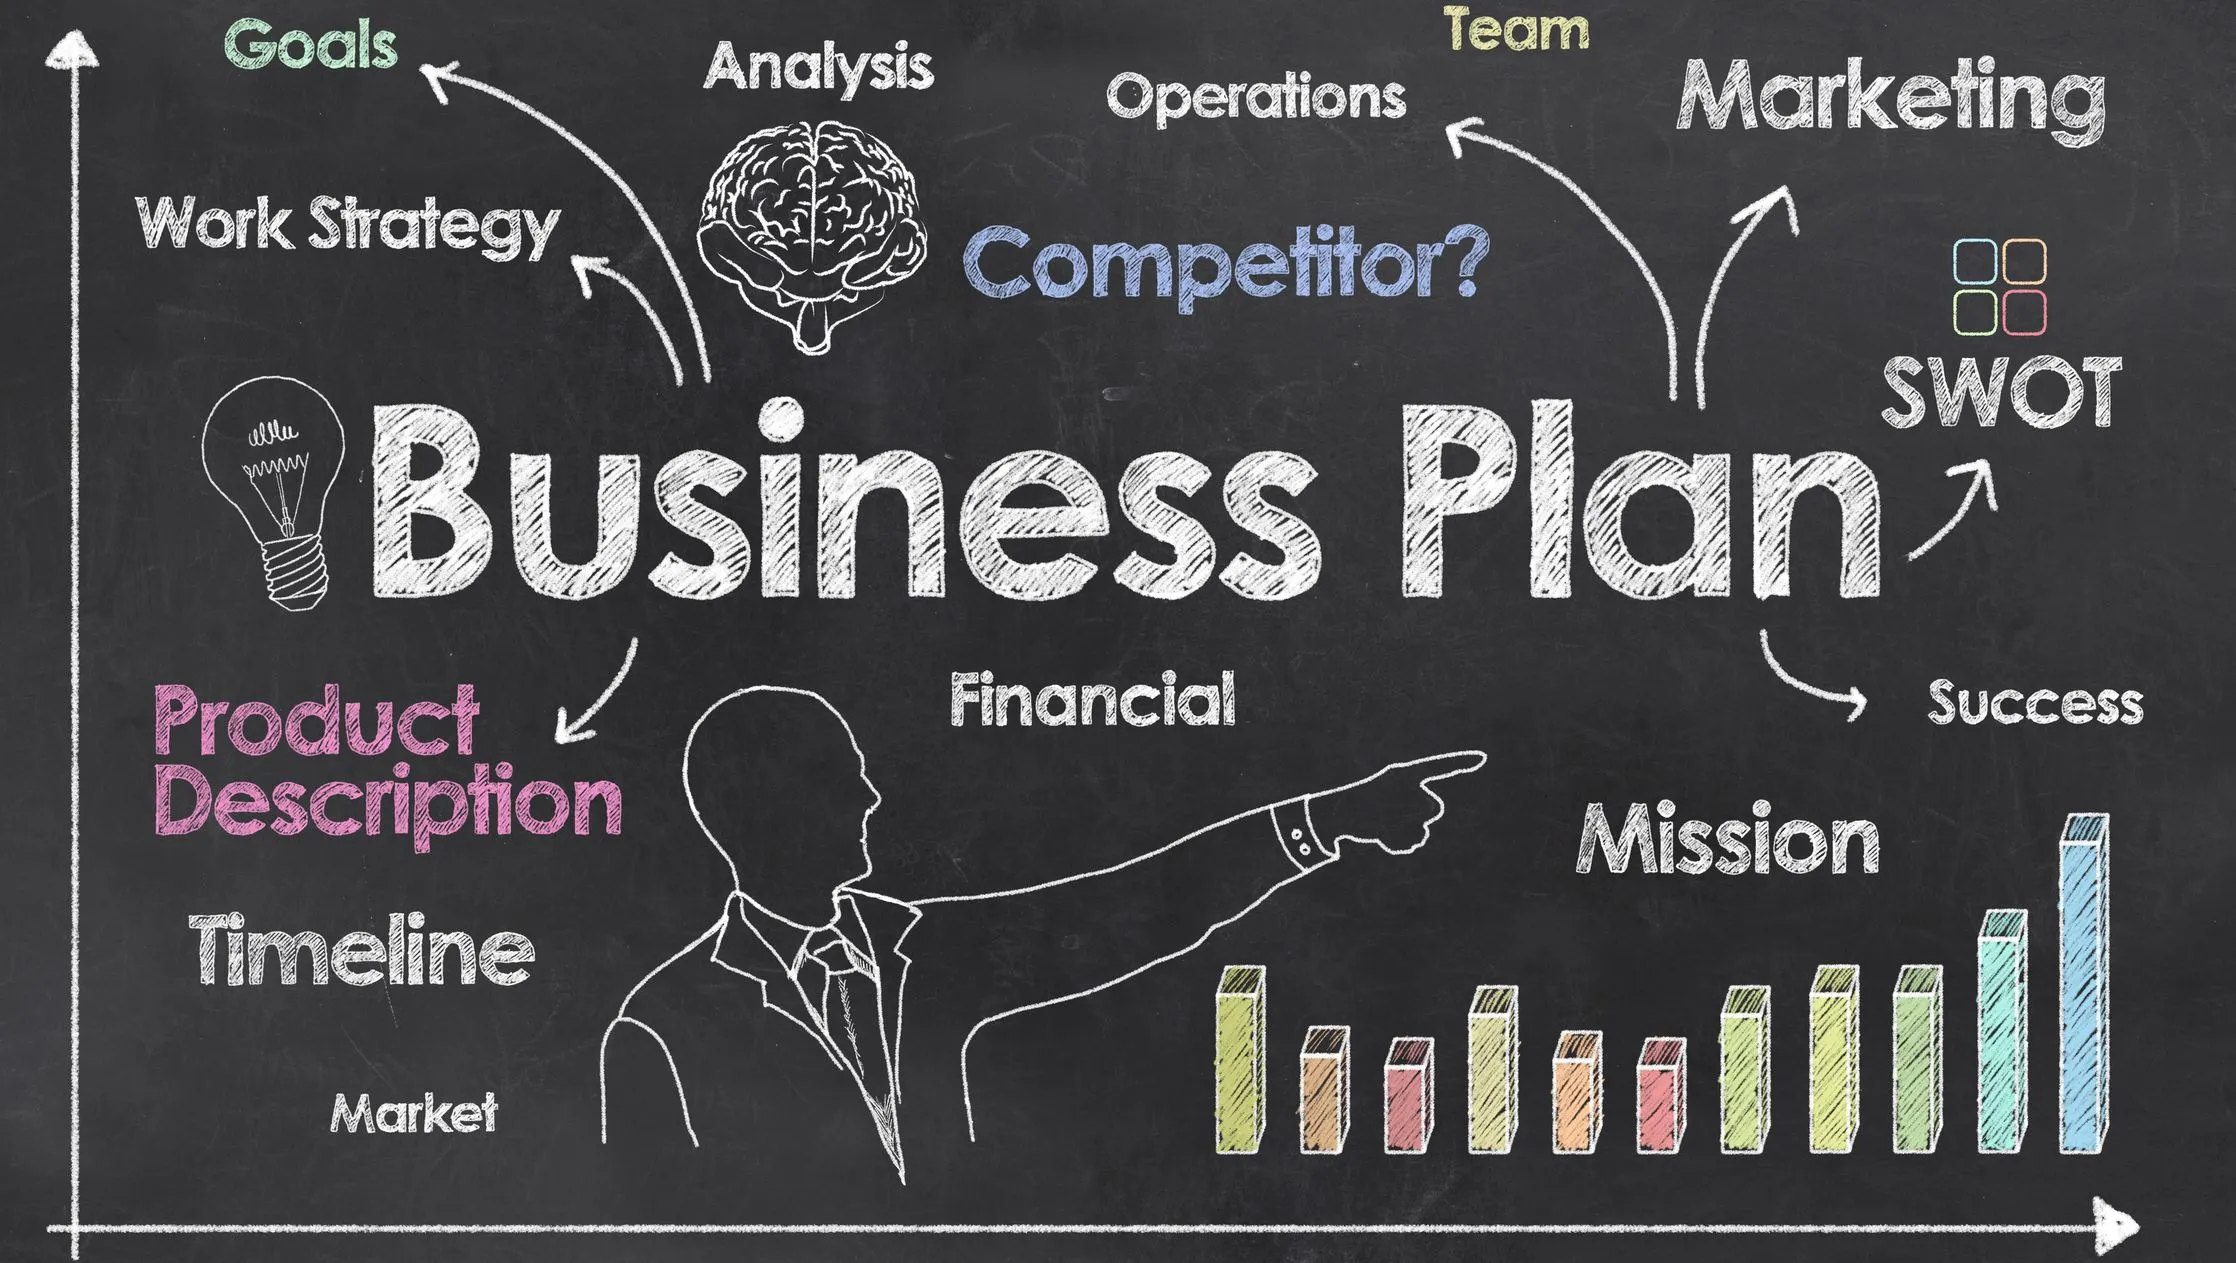 Goals
Analysis
Team
Operations
Marketing
Work Strategy
Competitor?
SWOT
Business Plan
Product
Description
Financial
Success
Mission
Timeline
Market